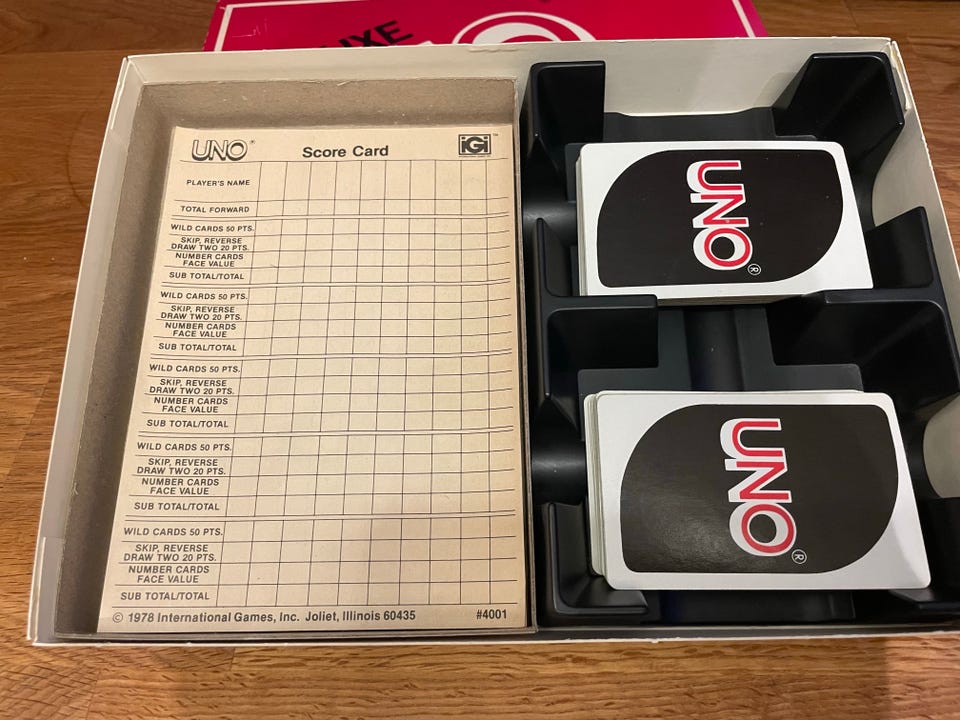 UXE
UNO®
Score Card
iGi™
PLAYER'S NAME
TOTAL FORWARD
WILD CARDS 50 PTS.
SKIP, REVERSE
DRAW TWO 20 PTS.
NUMBER CARDS
FACE VALUE
SUB TOTAL/TOTAL
WILD CARDS 50 PTS.
SKIP, REVERSE
DRAW TWO 20 PTS.
NUMBER CARDS
FACE VALUE
SUB TOTAL/TOTAL
WILD CARDS 50 PTS.
SKIP, REVERSE
DRAW TWO 20 PTS.
NUMBER CARDS
FACE VALUE
SUB TOTAL/TOTAL
WILD CARDS 50 PTS.
SKIP, REVERSE
DRAW TWO 20 PTS.
NUMBER CARDS
FACE VALUE
SUB TOTAL/TOTAL
WILD CARDS 50 PTS.
SKIP, REVERSE
DRAW TWO 20 PTS.
NUMBER CARDS
FACE VALUE
SUB TOTAL/TOTAL
© 1978 International Games, Inc. Joliet, Illinois 60435 #4001
UNO®
UNO®